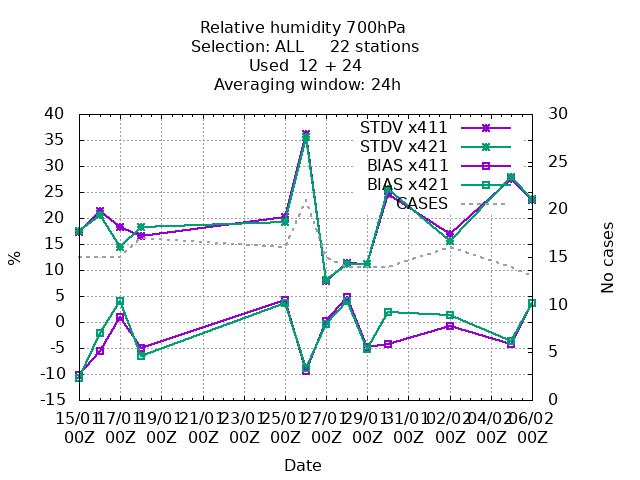 Relative humidity 700hPa
Selection: ALL 22 stations
Used 12 + 24
Averaging window: 24h
40
35
30
25
20
15
10
5
0
-5
-10
-15
%
30
25
20
15
10
5
0
No cases
STDV x411
STDV x421
BIAS x411
BIAS x421
CASES
15/01 17/01 19/01 21/01 23/01 25/01 27/01 29/01 31/01 02/02 04/02 06/02
00Z 00Z 00Z 00Z 00Z 00Z 00Z 00Z 00Z 00Z 00Z 00Z
Date